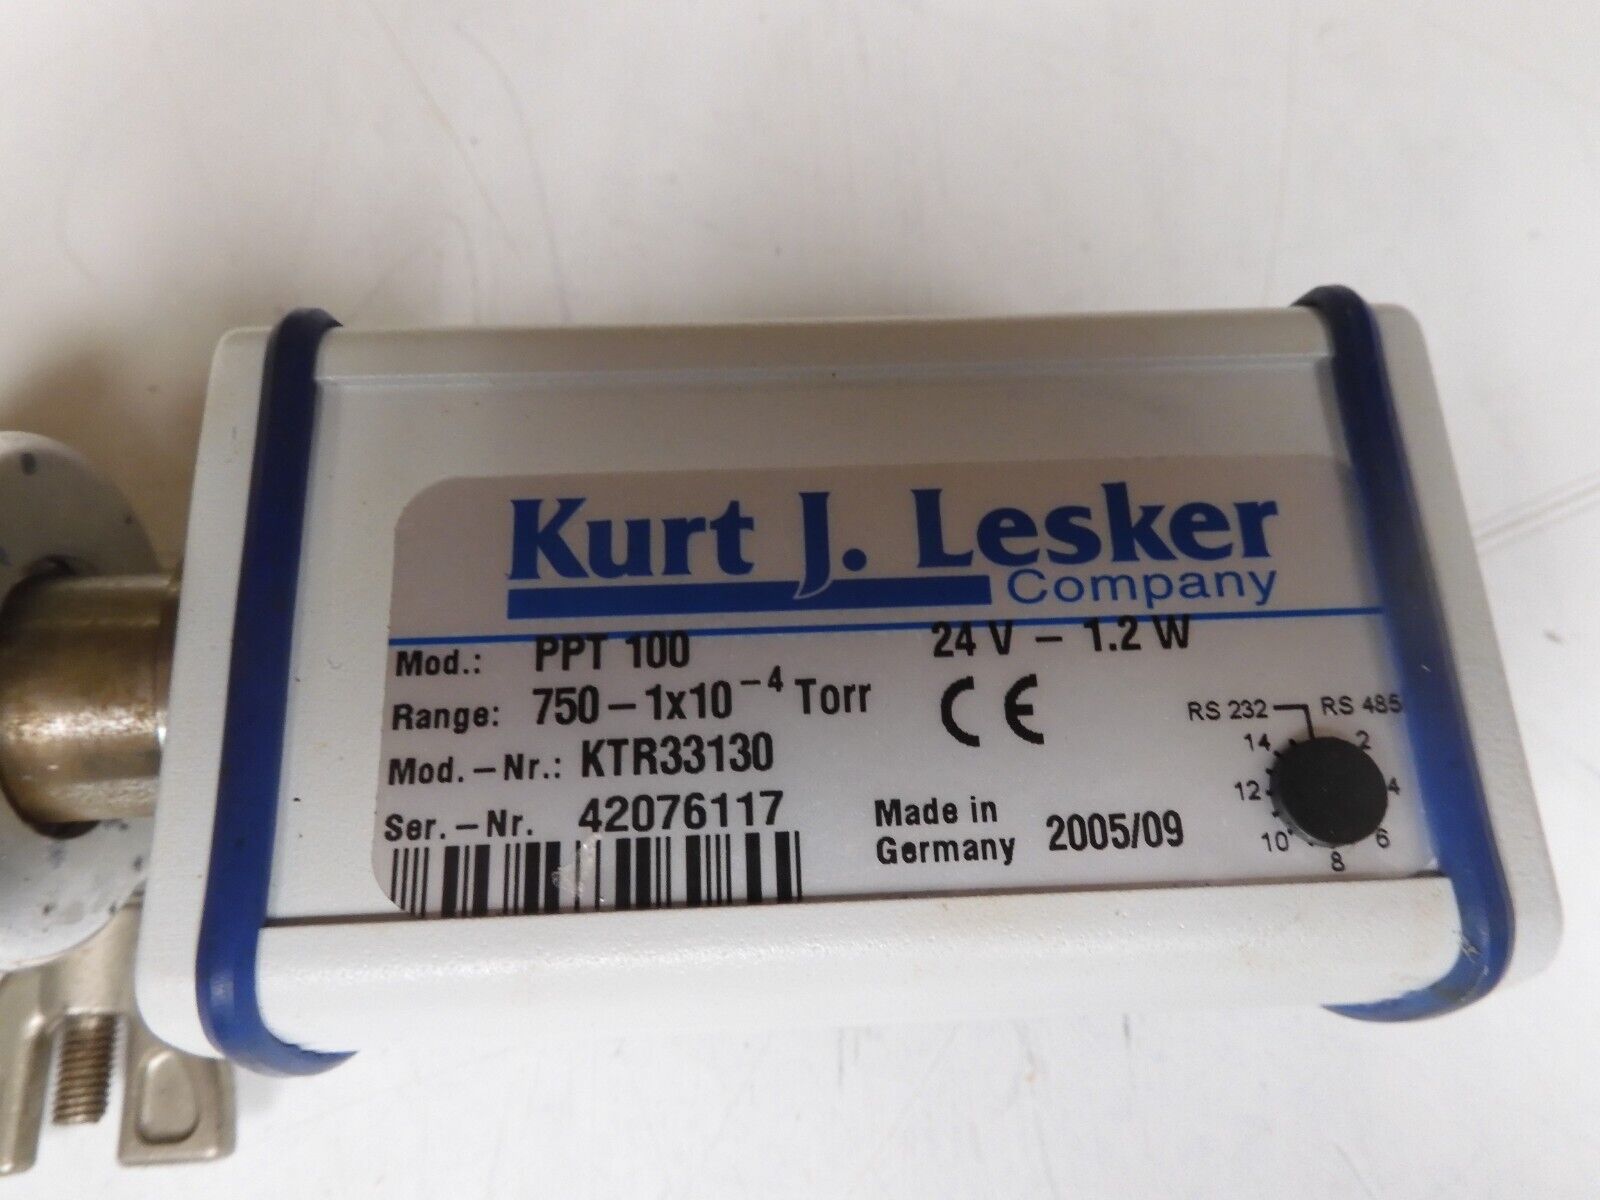 Kurt J. Lesker
Company
Mod.: PPT 100 24 V – 1.2 W
Range: 750–1x10⁻⁴ Torr
Mod.–Nr.: KTR33130
Ser.–Nr. 42076117
CE
Made in
Germany 2005/09
RS 232 RS 485
14 2
12 4
10 6
8